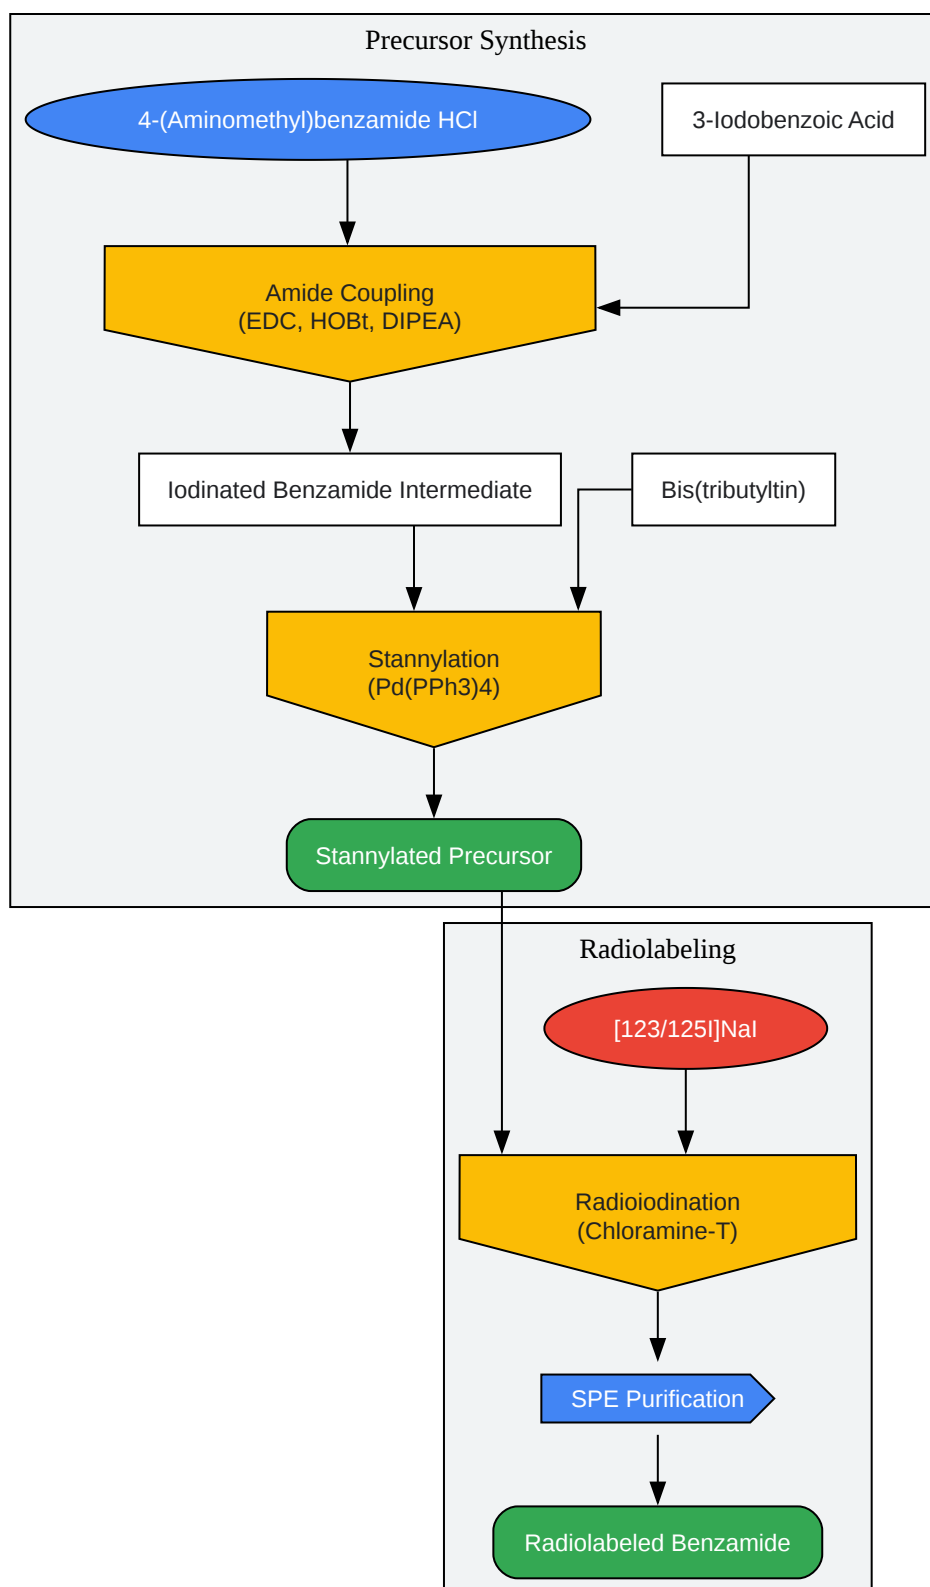 Precursor Synthesis
4-(Aminomethyl)benzamide HCl
3-Iodobenzoic Acid
Amide Coupling
(EDC, HOBt, DIPEA)
Iodinated Benzamide Intermediate
Bis(tributyltin)
Stannylation
(Pd(PPh3)4)
Stannylated Precursor
Radiolabeling
[123/125I]NaI
Radioiodination
(Chloramine-T)
SPE Purification
Radiolabeled Benzamide